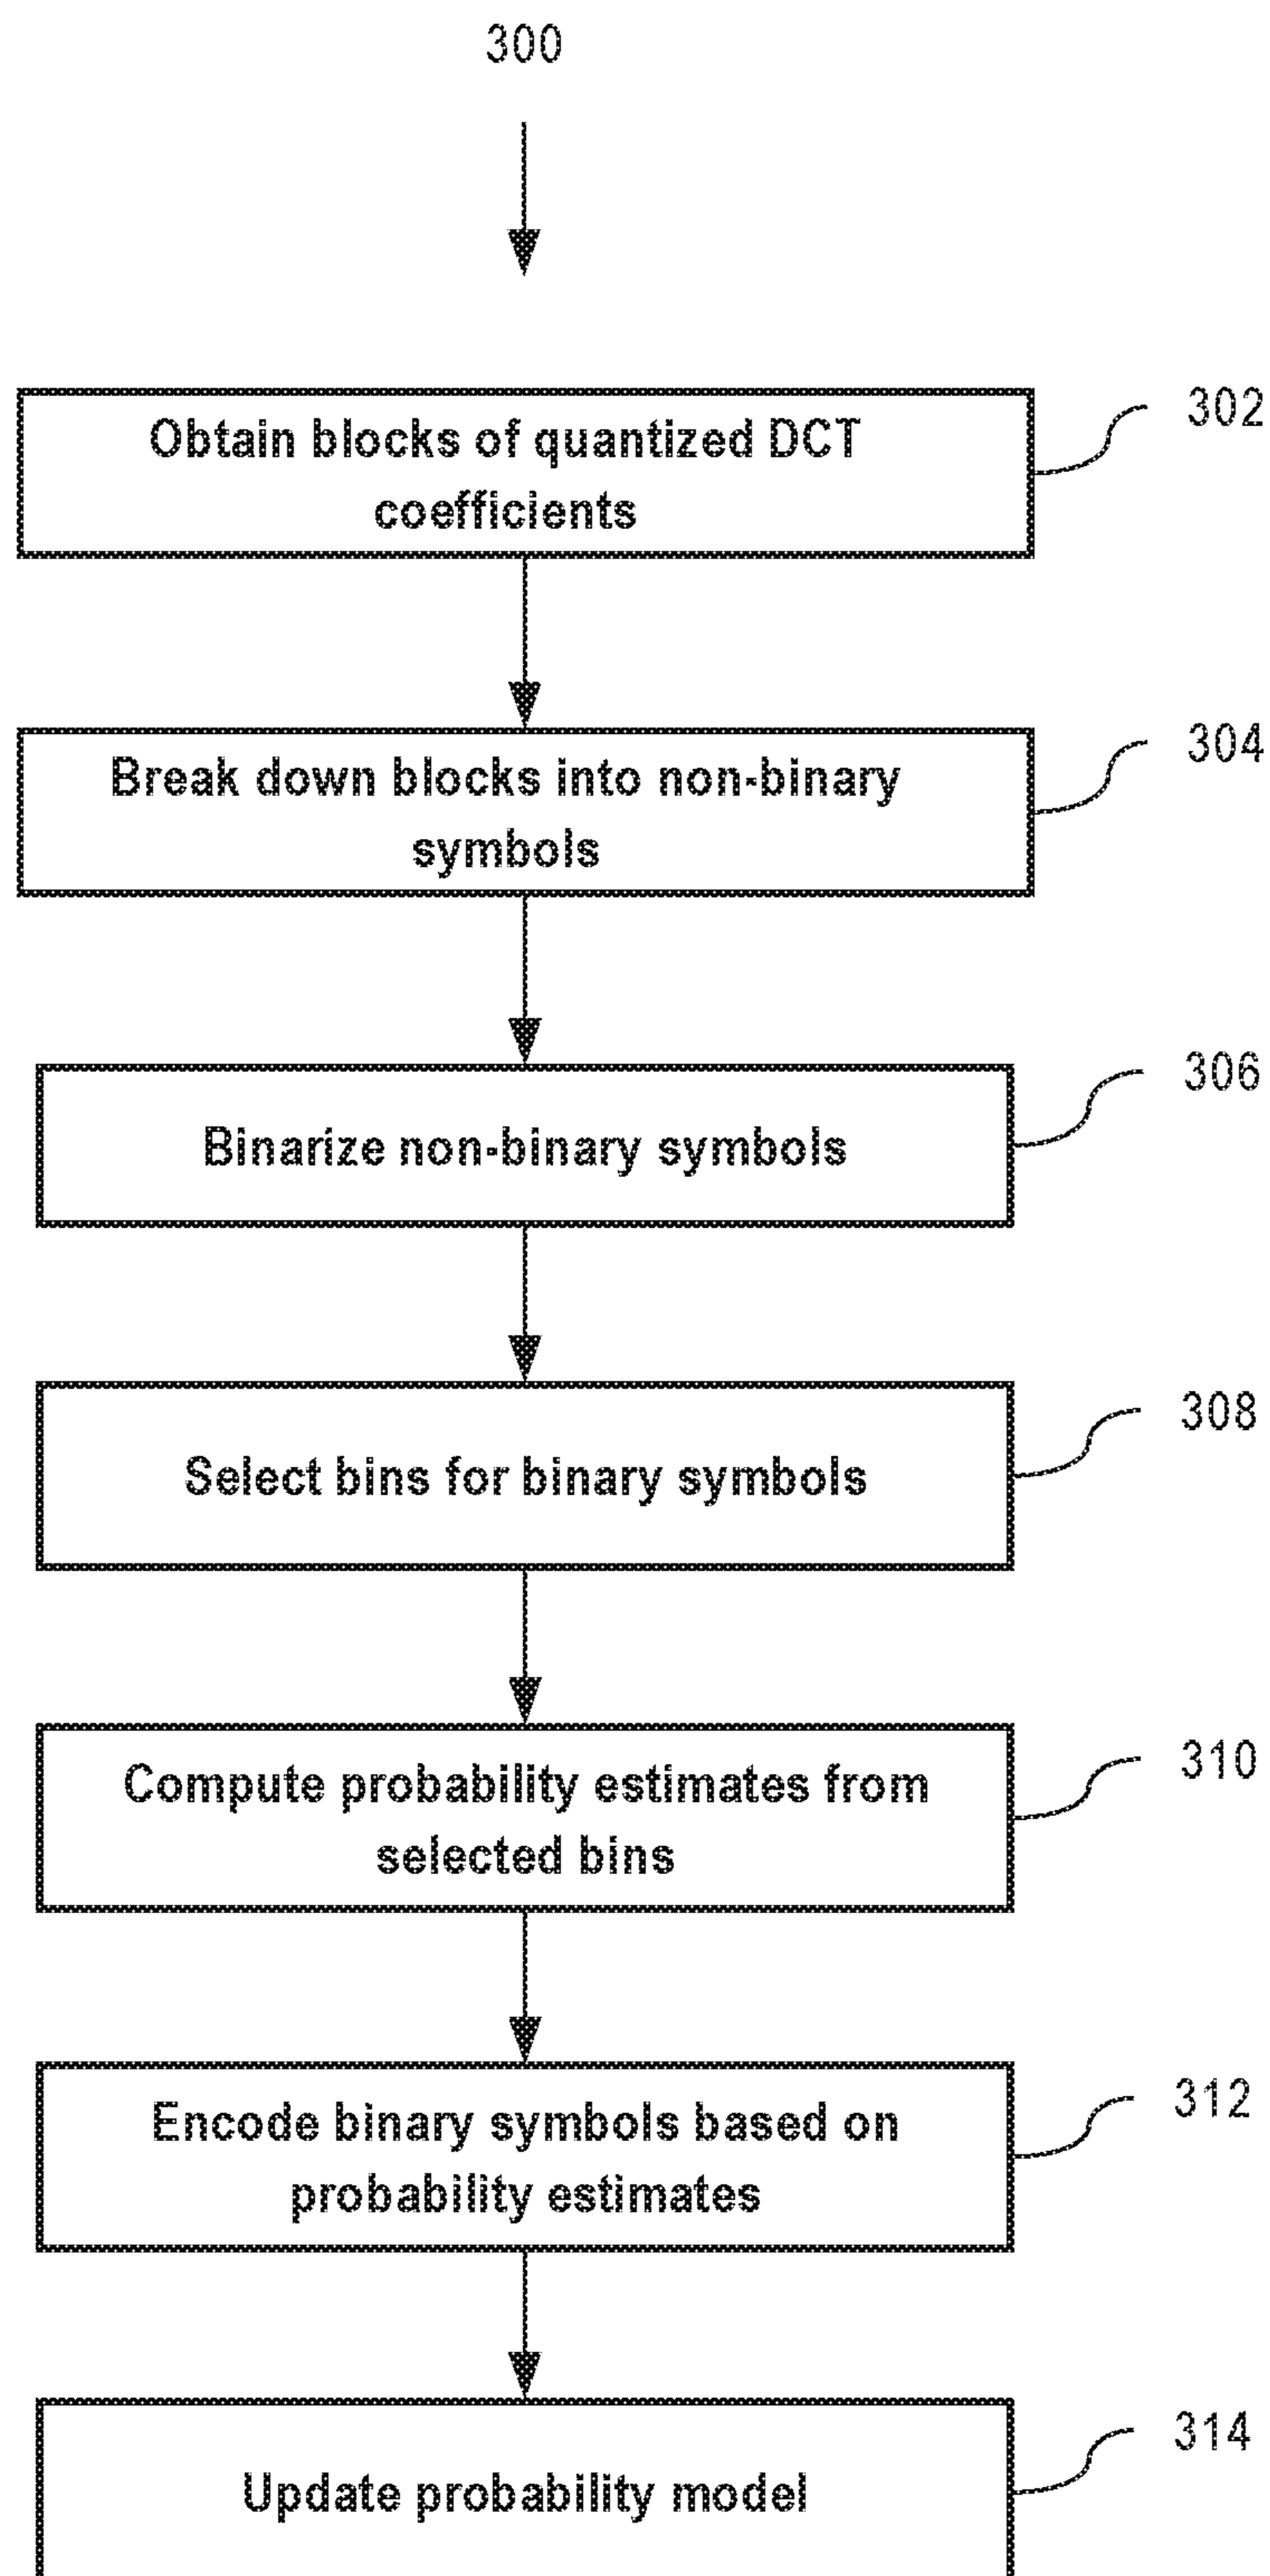 300
Obtain blocks of quantized DCT
coefficients
302
Break down blocks into non-binary
symbols
304
Binarize non-binary symbols
306
Select bins for binary symbols
308
Compute probability estimates from
selected bins
310
Encode binary symbols based on
probability estimates
312
Update probability model
314